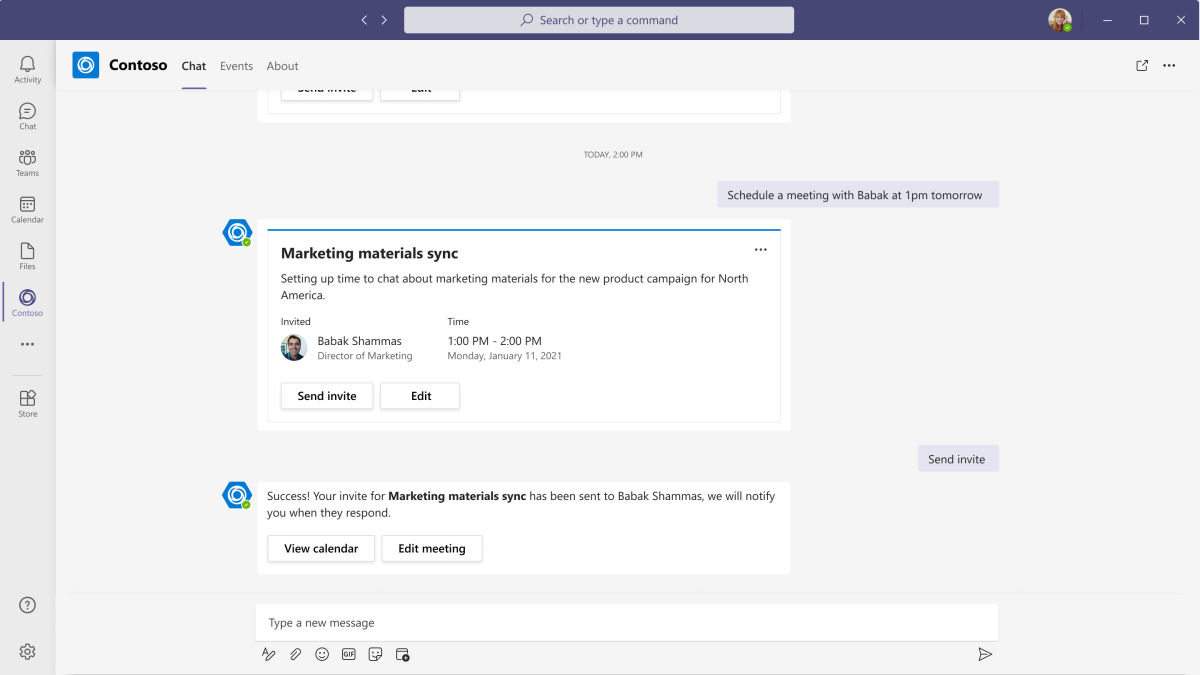 Search or type a command
Activity
Chat
Teams
Calendar
Files
Contoso
Store
Contoso Chat Events About
Send invite Edit
TODAY, 2:00 PM
Schedule a meeting with Babak at 1pm tomorrow
Marketing materials sync
Setting up time to chat about marketing materials for the new product campaign for North
America.
Invited Time
Babak Shammas 1:00 PM - 2:00 PM
Director of Marketing Monday, January 11, 2021
Send invite Edit
Send invite
Success! Your invite for Marketing materials sync has been sent to Babak Shammas, we will notify
you when they respond.
View calendar Edit meeting
Type a new message
GIF